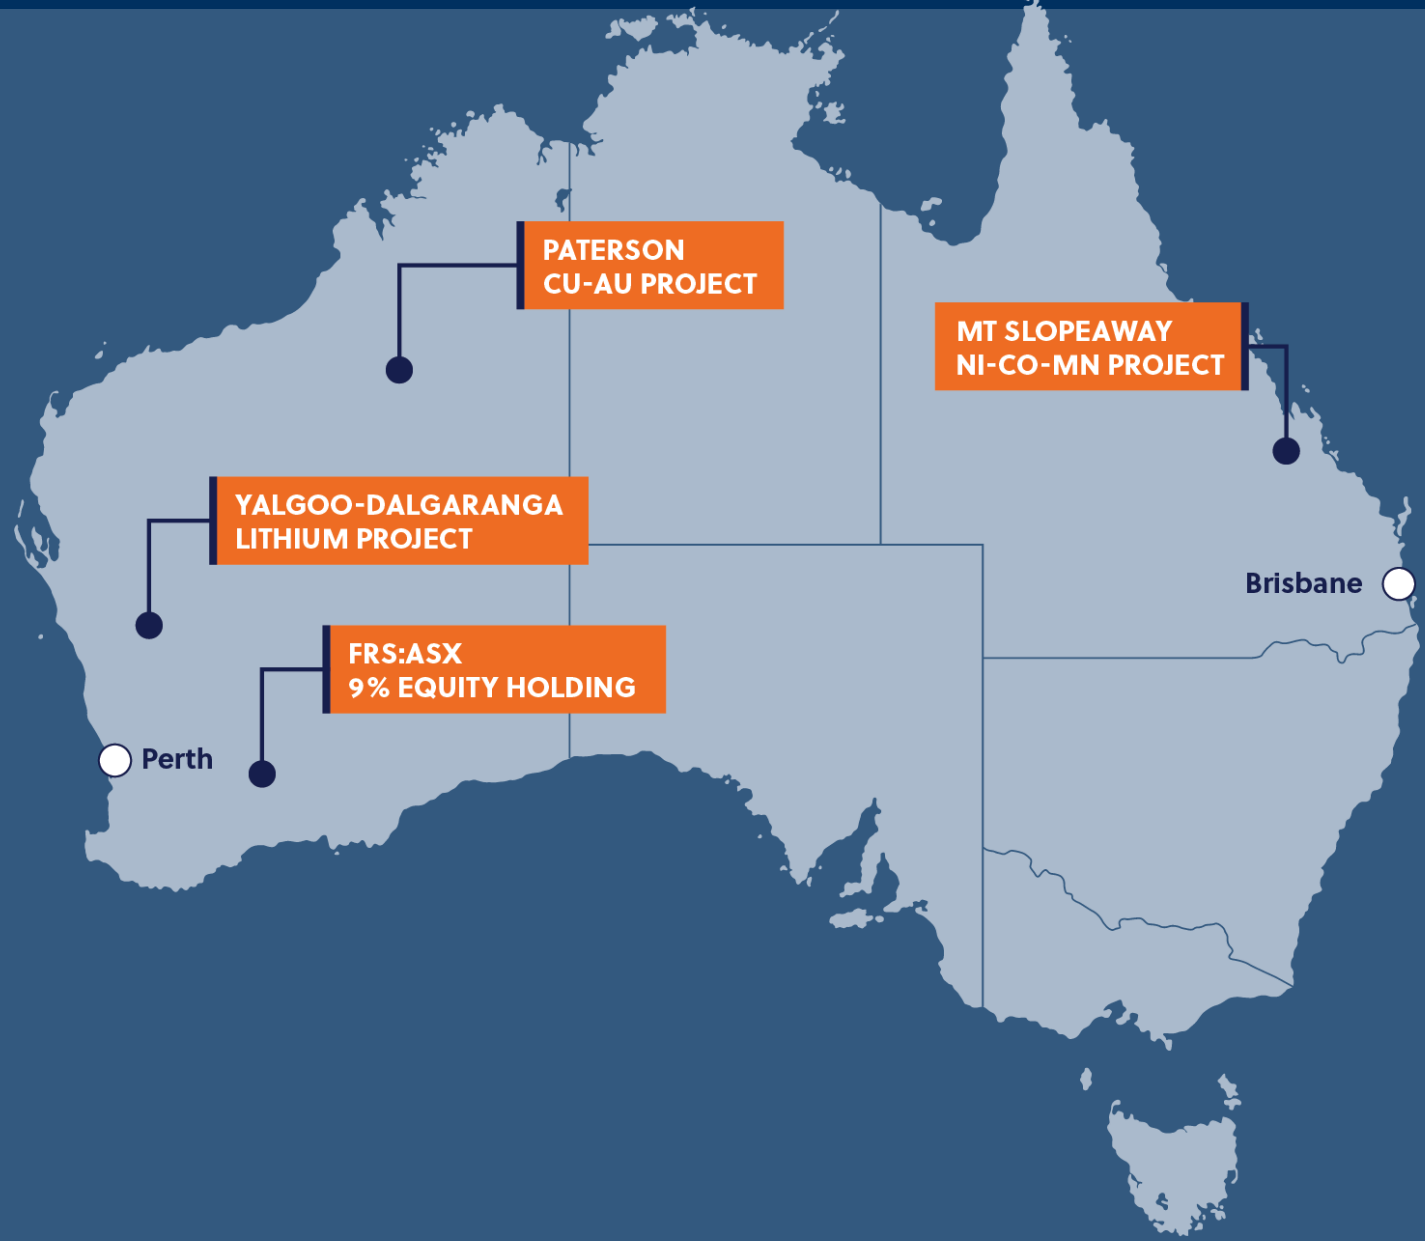 PATERSON
CU-AU PROJECT
MT SLOPEAWAY
NI-CO-MN PROJECT
YALGOO-DALGARANGA
LITHIUM PROJECT
Brisbane
FRS:ASX
9% EQUITY HOLDING
Perth